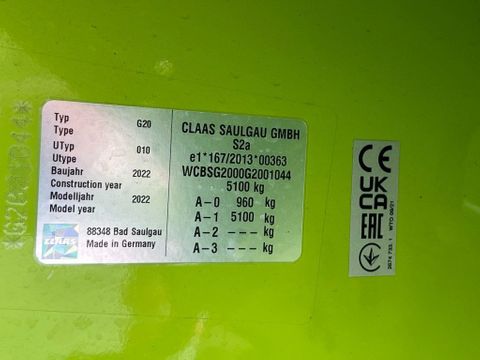 Typ
Type G20
UTyp
Utype 010
Baujahr
Construction year 2022
Modeljahr
Model year 2022
CLAAS
88348 Bad Saulgau
Made in Germany
CLAAS SAULGAU GMBH
S2a
e1*167/2013*00363
WCBSG2000G2001044
5100 kg
A-0 960 kg
A-1 5100 kg
A-2 --- kg
A-3 --- kg
CE
UK
CA
EAC